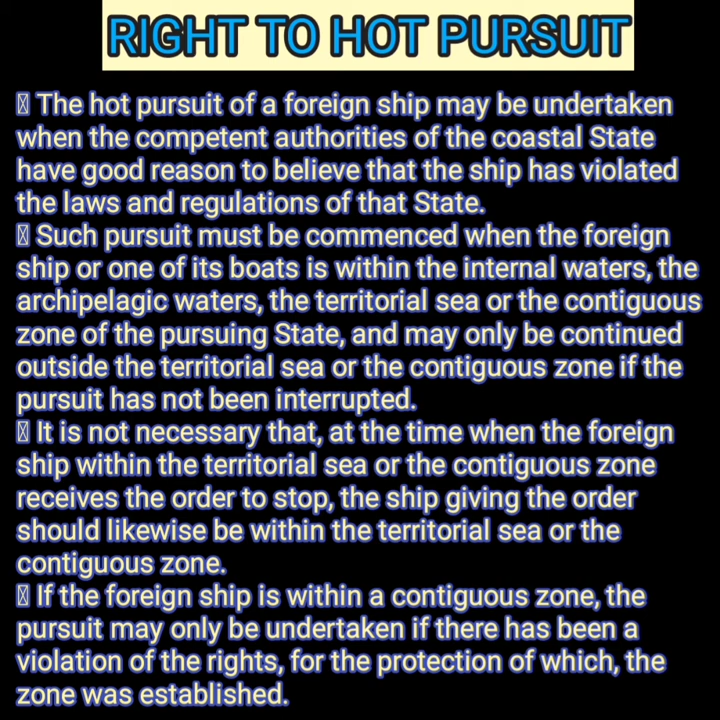 RIGHT TO HOT PURSUIT
▯ The hot pursuit of a foreign ship may be undertaken
when the competent authorities of the coastal State
have good reason to believe that the ship has violated
the laws and regulations of that State.
▯ Such pursuit must be commenced when the foreign
ship or one of its boats is within the internal waters, the
archipelagic waters, the territorial sea or the contiguous
zone of the pursuing State, and may only be continued
outside the territorial sea or the contiguous zone if the
pursuit has not been interrupted.
▯ It is not necessary that, at the time when the foreign
ship within the territorial sea or the contiguous zone
receives the order to stop, the ship giving the order
should likewise be within the territorial sea or the
contiguous zone.
▯ If the foreign ship is within a contiguous zone, the
pursuit may only be undertaken if there has been a
violation of the rights, for the protection of which, the
zone was established.